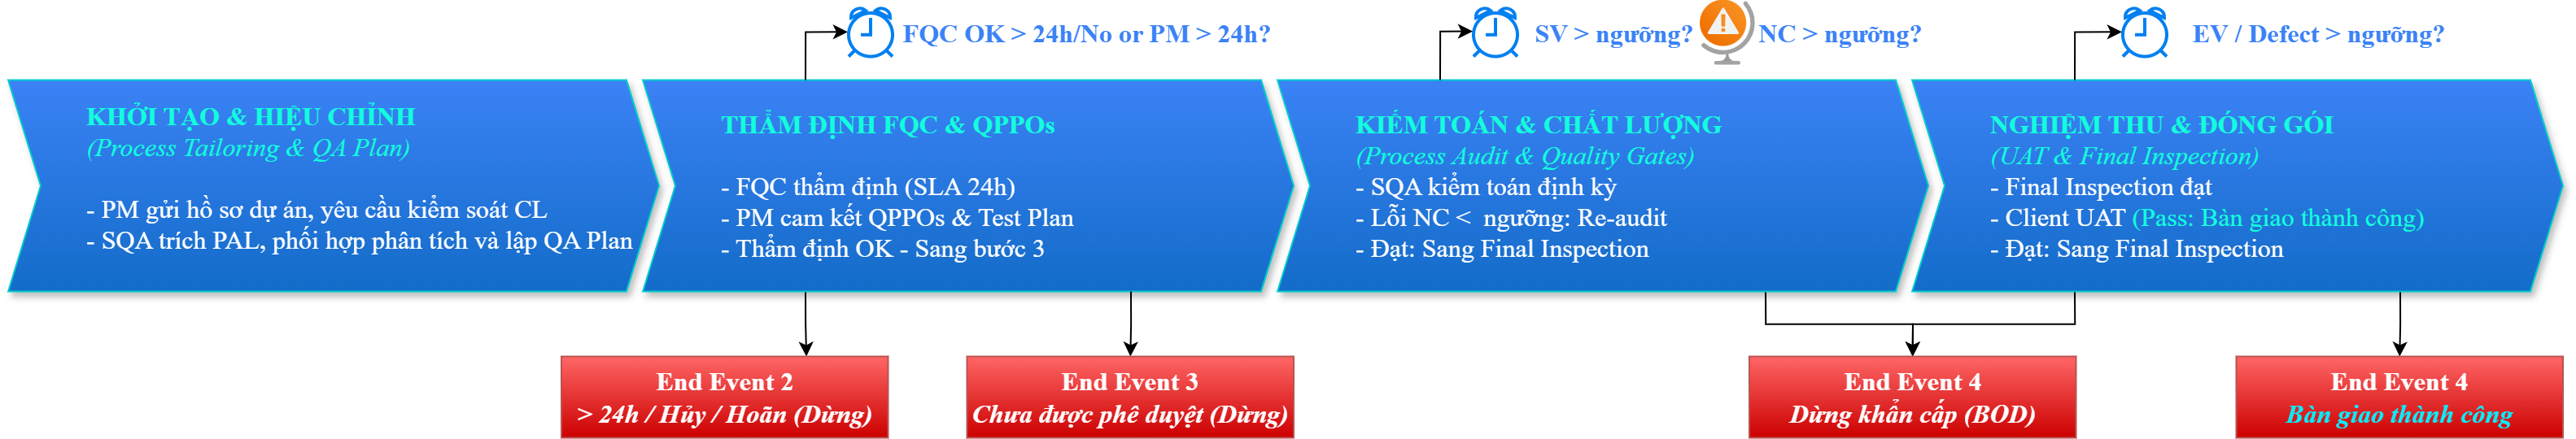 FQC OK > 24h/No or PM > 24h?
SV > ngưỡng?
NC > ngưỡng?
EV / Defect > ngưỡng?
KHỞI TẠO & HIỆU CHỈNH
(Process Tailoring & QA Plan)
- PM gửi hồ sơ dự án, yêu cầu kiểm soát CL
- SQA trích PAL, phối hợp phân tích và lập QA Plan
THẨM ĐỊNH FQC & QPPOs
- FQC thẩm định (SLA 24h)
- PM cam kết QPPOs & Test Plan
- Thẩm định OK - Sang bước 3
KIỂM TOÁN & CHẤT LƯỢNG
(Process Audit & Quality Gates)
- SQA kiểm toán định kỳ
- Lỗi NC < ngưỡng: Re-audit
- Đạt: Sang Final Inspection
NGHIỆM THU & ĐÓNG GÓI
(UAT & Final Inspection)
- Final Inspection đạt
- Client UAT (Pass: Bàn giao thành công)
- Đạt: Sang Final Inspection
End Event 2
> 24h / Hủy / Hoãn (Dừng)
End Event 3
Chưa được phê duyệt (Dừng)
End Event 4
Dừng khẩn cấp (BOD)
End Event 4
Bàn giao thành công